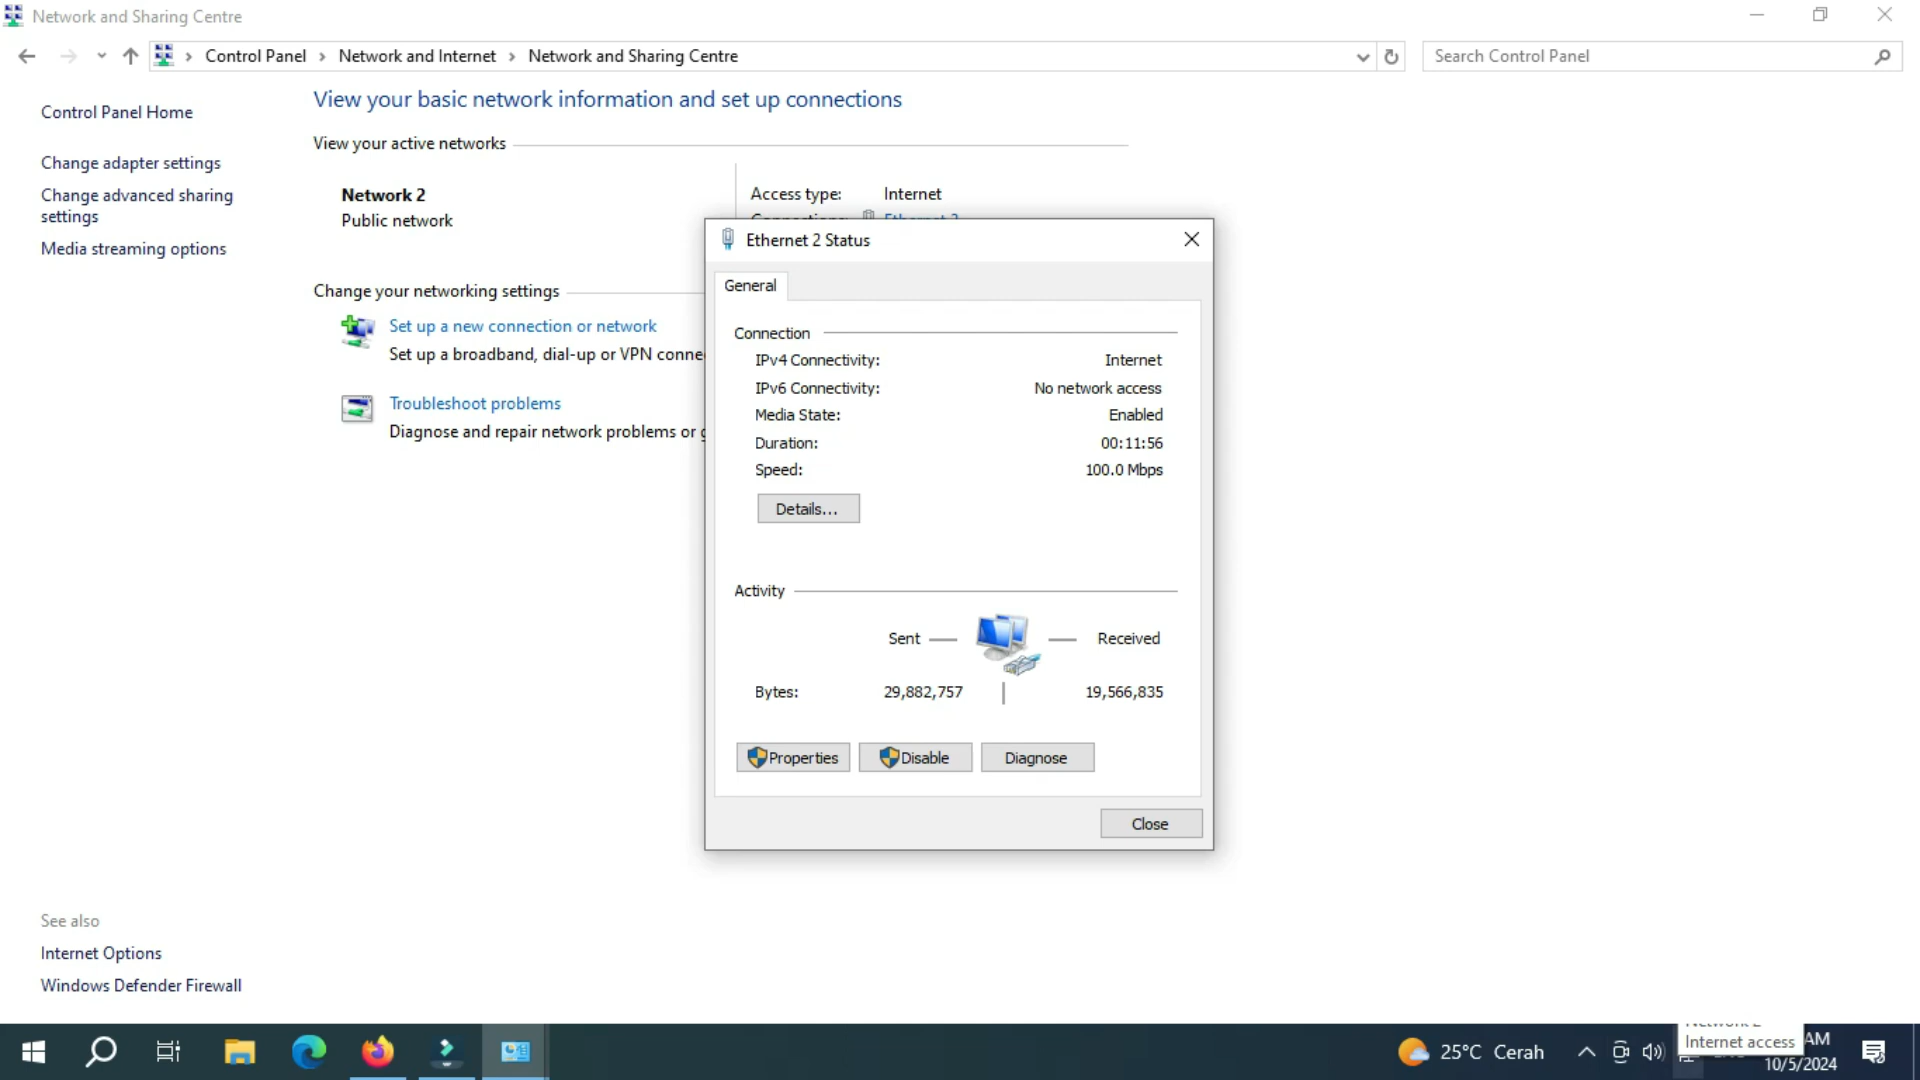 Network and Sharing Centre
Control Panel > Network and Internet > Network and Sharing Centre
Search Control Panel
Control Panel Home
Change adapter settings
Change advanced sharing
settings
Media streaming options
View your basic network information and set up connections
View your active networks
Network 2
Public network
Access type: Internet
Change your networking settings
Set up a new connection or network
Set up a broadband, dial-up or VPN conne
Troubleshoot problems
Diagnose and repair network problems or g
Ethernet 2 Status
General
Connection
IPv4 Connectivity: Internet
IPv6 Connectivity: No network access
Media State: Enabled
Duration: 00:11:56
Speed: 100.0 Mbps
Details...
Activity
Sent — — Received
Bytes: 29,882,757 | 19,566,835
Properties
Disable
Diagnose
Close
See also
Internet Options
Windows Defender Firewall
25°C Cerah
Internet access
AM
10/5/2024